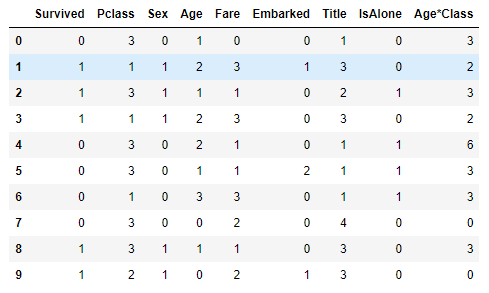 Survived Pclass Sex Age Fare Embarked Title IsAlone Age*Class
0 0 3 0 1 0 0 1 0 3
1 1 1 1 2 3 1 3 0 2
2 1 3 1 1 1 0 2 1 3
3 1 1 1 2 3 0 3 0 2
4 0 3 0 2 1 0 1 1 6
5 0 3 0 1 1 2 1 1 3
6 0 1 0 3 3 0 1 1 3
7 0 3 0 0 2 0 4 0 0
8 1 3 1 1 1 0 3 0 3
9 1 2 1 0 2 1 3 0 0